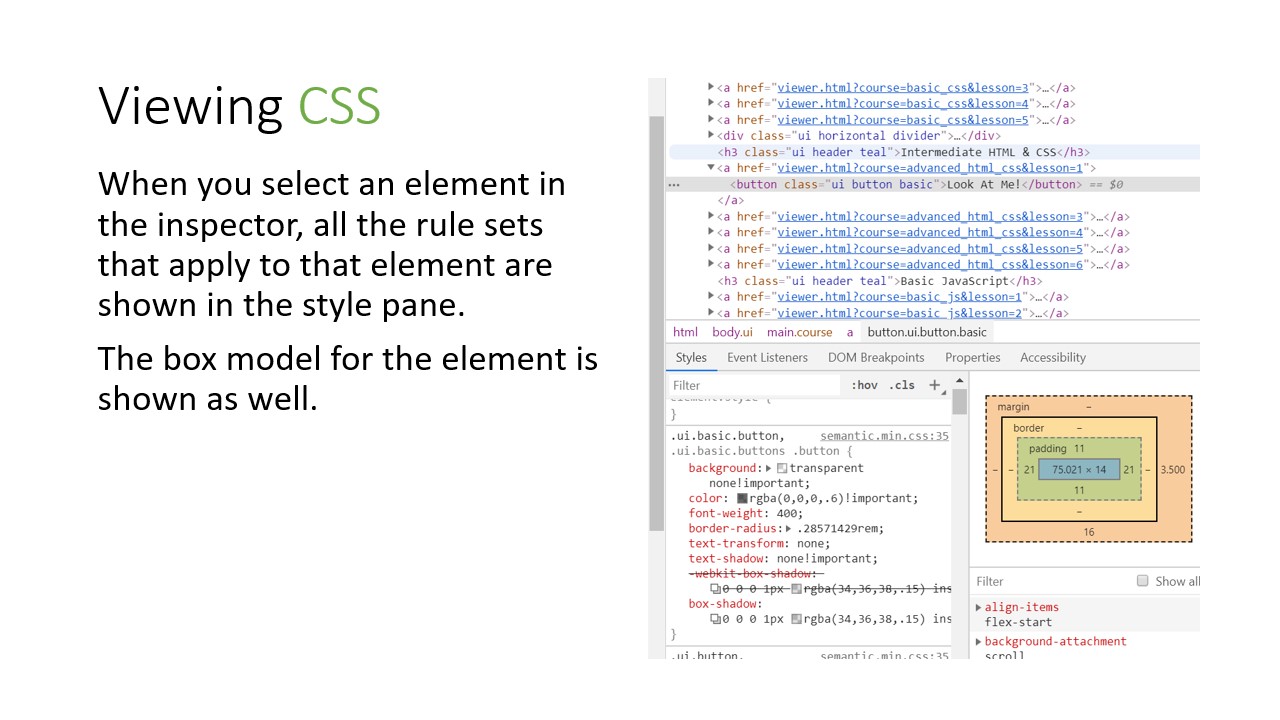 Viewing CSS
When you select an element in
the inspector, all the rule sets
that apply to that element are
shown in the style pane.
The box model for the element is
shown as well.
<a href="viewer.html?course=basic_css&lesson=3">…</a>
<a href="viewer.html?course=basic_css&lesson=4">…</a>
<a href="viewer.html?course=basic_css&lesson=5">…</a>
<div class="ui horizontal divider">…</div>
<h3 class="ui header teal">Intermediate HTML & CSS</h3>
<a href="viewer.html?course=advanced_html_css&lesson=1">
<button class="ui button basic">Look At Me!</button> == $0
</a>
<a href="viewer.html?course=advanced_html_css&lesson=3">…</a>
<a href="viewer.html?course=advanced_html_css&lesson=4">…</a>
<a href="viewer.html?course=advanced_html_css&lesson=5">…</a>
<a href="viewer.html?course=advanced_html_css&lesson=6">…</a>
<h3 class="ui header teal">Basic JavaScript</h3>
<a href="viewer.html?course=basic_js&lesson=1">…</a>
<a href="viewer.html?course=basic_js&lesson=2">…</a>
html body.ui main.course a button.ui.button.basic
Styles Event Listeners DOM Breakpoints Properties Accessibility
Filter :hov .cls +
element.style {
}
.ui.basic.button, semantic.min.css:35
.ui.basic.buttons .button {
background: transparent
none!important;
color: rgba(0,0,0,.6)!important;
font-weight: 400;
border-radius: .28571429rem;
text-transform: none;
text-shadow: none!important;
-webkit-box-shadow:
0 0 0 1px rgba(34,36,38,.15) ins
box-shadow:
0 0 0 1px rgba(34,36,38,.15) ins
}
.ui.button, semantic.min.css:35
margin –
border –
padding 11
– – 21 75.021 × 14 21 – 3.500
11
–
16
Filter Show all
align-items
flex-start
background-attachment
scroll